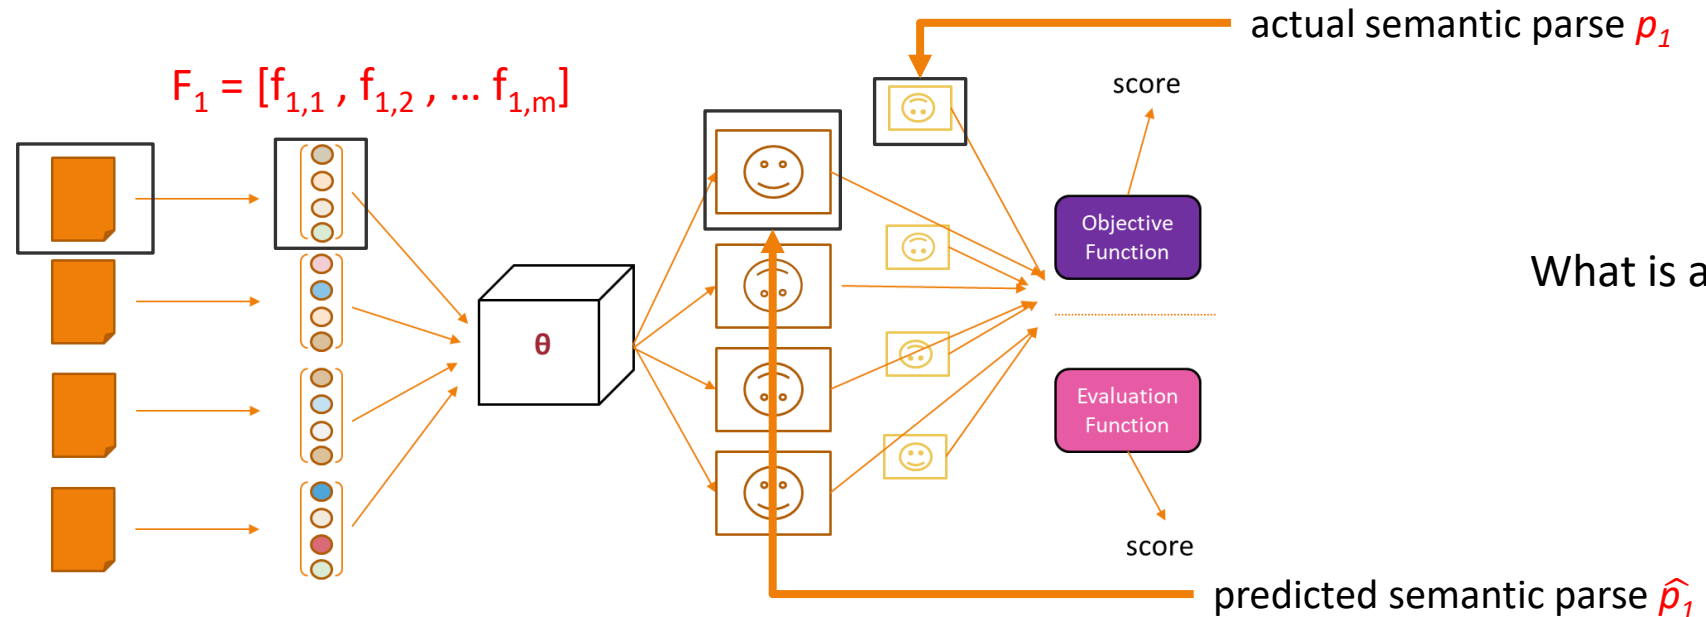 actual semantic parse p₁
F₁ = [f₁,₁ , f₁,₂ , … f₁,ₘ]
score
Objective
Function
What is a
θ
Evaluation
Function
score
predicted semantic parse p̂₁